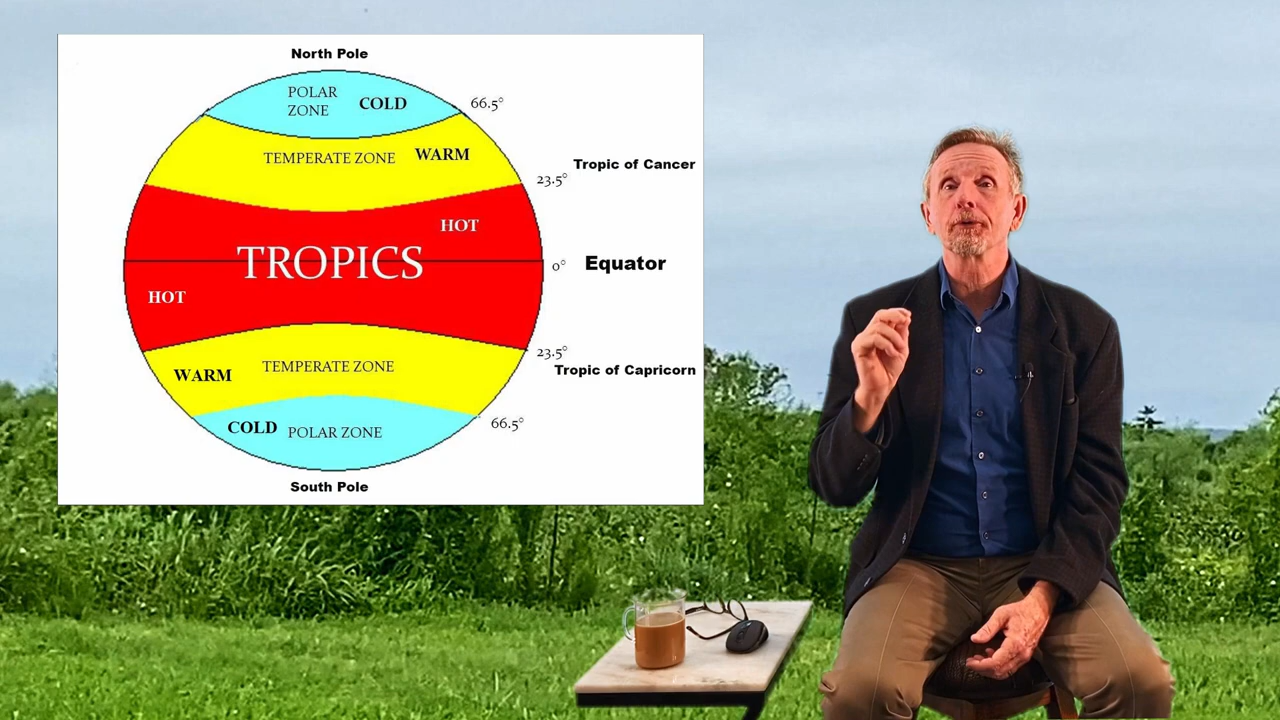 North Pole
POLAR
ZONE
COLD
66.5°
TEMPERATE ZONE
WARM
Tropic of Cancer
23.5°
HOT
TROPICS
0°
Equator
HOT
23.5°
TEMPERATE ZONE
Tropic of Capricorn
WARM
COLD
POLAR ZONE
66.5°
South Pole